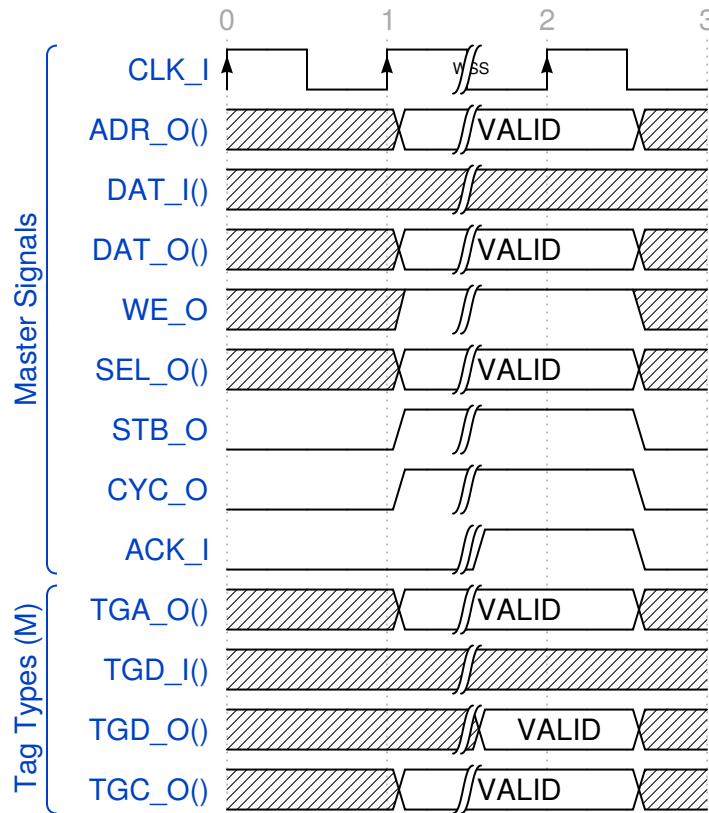 0 1 2 3
Master Signals
CLK_I
wss
ADR_O() VALID
DAT_I()
DAT_O() VALID
WE_O
SEL_O() VALID
STB_O
CYC_O
ACK_I
Tag Types (M)
TGA_O() VALID
TGD_I()
TGD_O() VALID
TGC_O() VALID